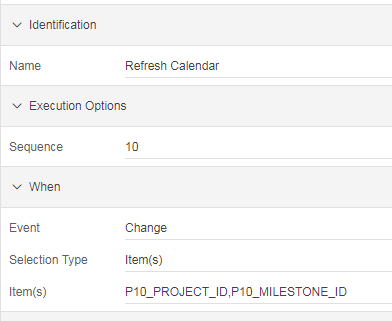 Identification
Name Refresh Calendar
Execution Options
Sequence 10
When
Event Change
Selection Type Item(s)
Item(s) P10_PROJECT_ID,P10_MILESTONE_ID